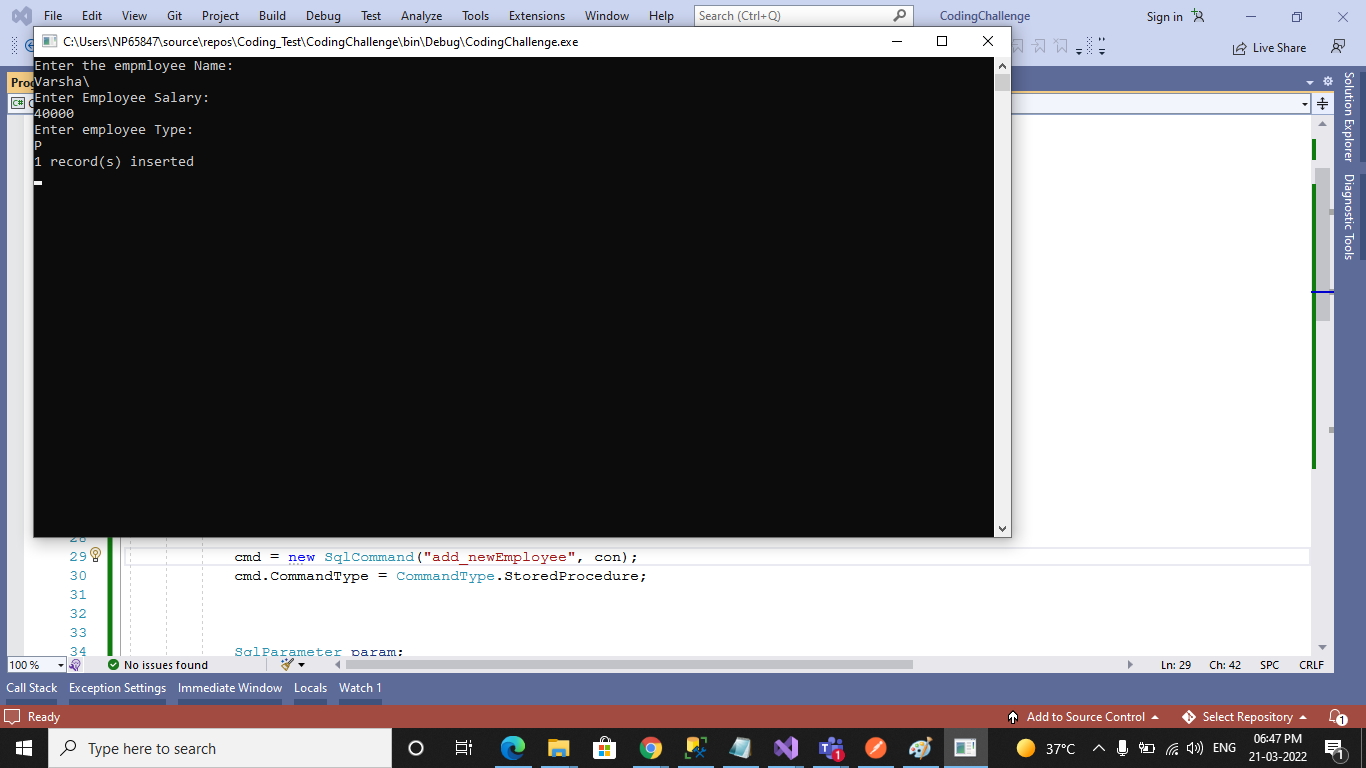 File Edit View Git Project Build Debug Test Analyze Tools Extensions Window Help Search (Ctrl+Q) CodingChallenge Sign in
C:\Users\NP65847\source\repos\Coding_Test\CodingChallenge\bin\Debug\CodingChallenge.exe
Live Share
Enter the empmloyee Name:
Varsha\
Enter Employee Salary:
40000
Enter employee Type:
P
1 record(s) inserted
Prog
C#
Solution Explorer
Diagnostic Tools
28
29 cmd = new SqlCommand("add_newEmployee", con);
30 cmd.CommandType = CommandType.StoredProcedure;
31
32
33
34 SqlParameter param;
100 % No issues found Ln: 29 Ch: 42 SPC CRLF
Call Stack Exception Settings Immediate Window Locals Watch 1
Ready Add to Source Control Select Repository 1
Type here to search 1 37°C ENG 06:47 PM 1
21-03-2022